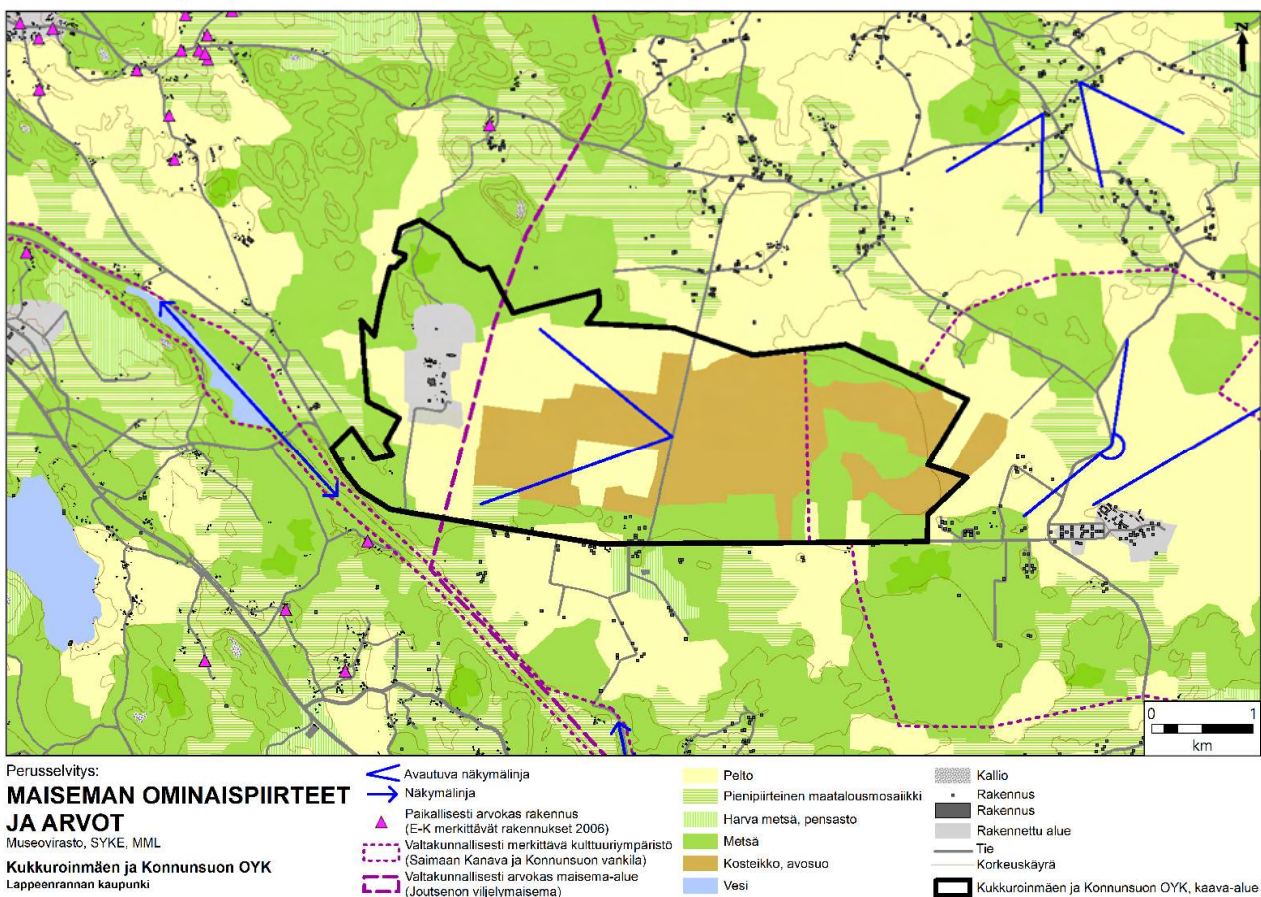 N
0 1
km
Perusselvitys:
MAISEMAN OMINAISPIIRTEET
JA ARVOT
Museovirasto, SYKE, MML
Kukkuroinmäen ja Konnunsuon OYK
Lappeenrannan kaupunki
Avautuva näkymälinja
Näkymälinja
Paikallisesti arvokas rakennus
(E-K merkittävät rakennukset 2006)
Valtakunnallisesti merkittävä kulttuuriympäristö
(Saimaan Kanava ja Konnunsuon vankila)
Valtakunnallisesti arvokas maisema-alue
(Joutsenon viljelymaisema)
Pelto
Pienipiirteinen maatalousmosaiikki
Harva metsä, pensasto
Metsä
Kosteikko, avosuo
Vesi
Kallio
Rakennus
Rakennus
Rakennettu alue
Tie
Korkeuskäyrä
Kukkuroinmäen ja Konnunsuon OYK, kaava-alue